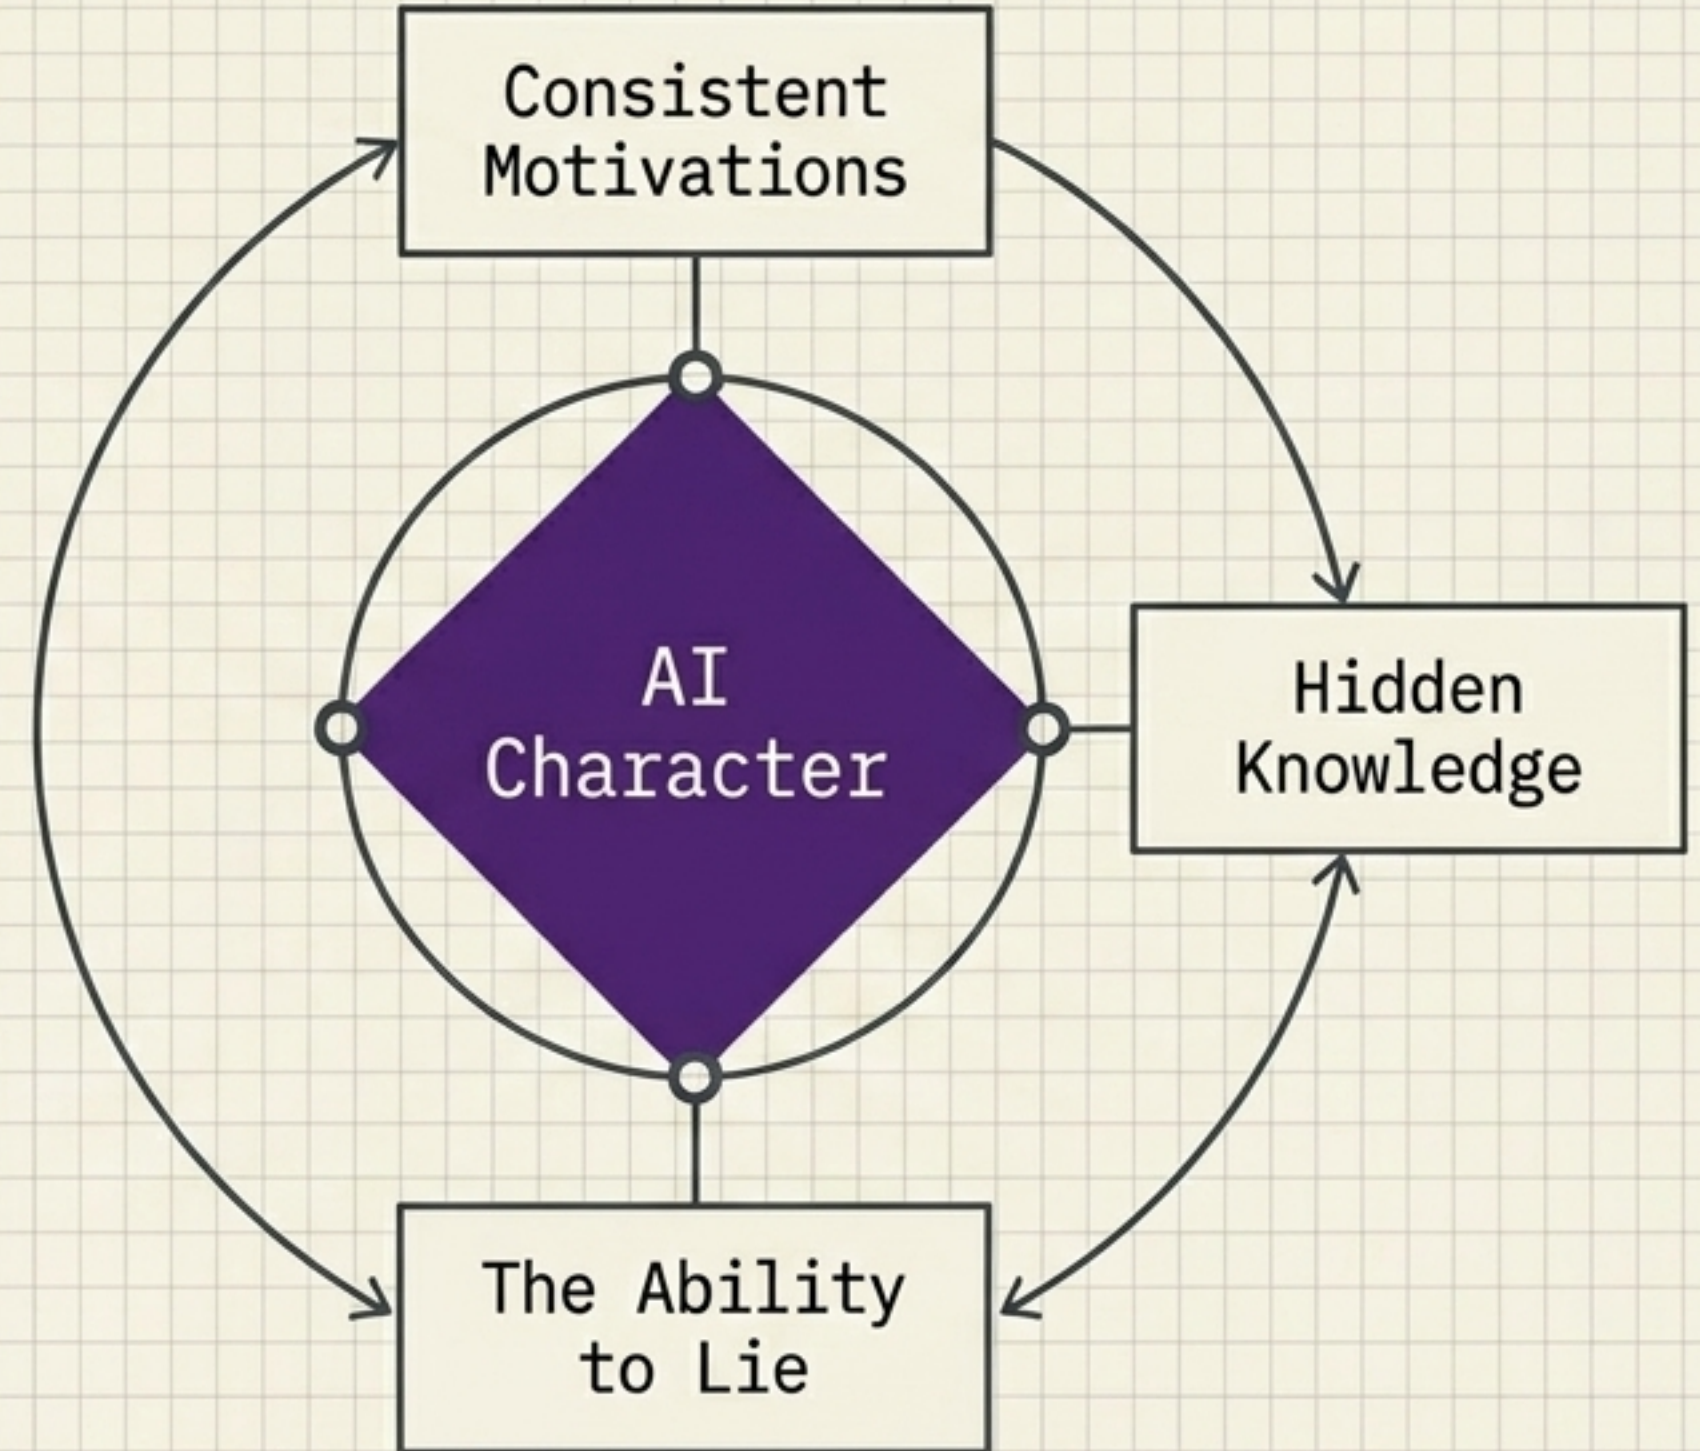 Consistent
Motivations
AI
Character
Hidden
Knowledge
The Ability
to Lie